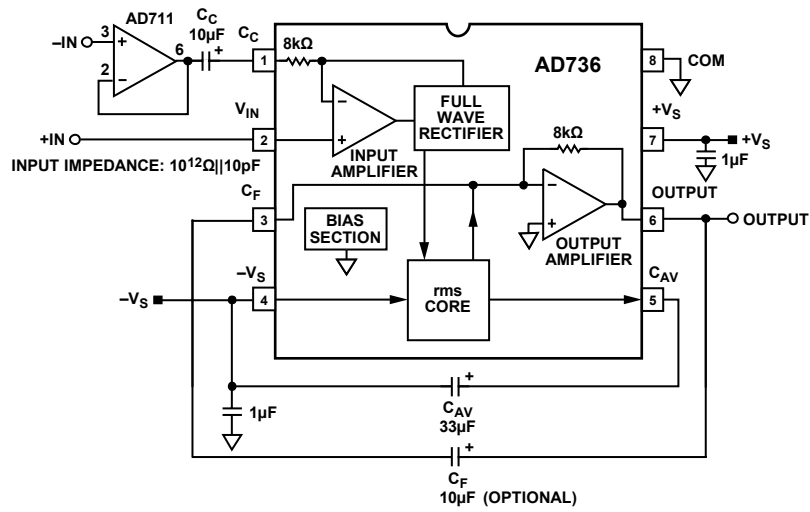 AD711
–IN
3
+
2
–
6
C_C
10µF
+
C_C
1
8kΩ
AD736
8
COM
V_IN
+IN
2
INPUT IMPEDANCE: 10^12Ω||10pF
–
+
INPUT
AMPLIFIER
FULL
WAVE
RECTIFIER
8kΩ
+V_S
7
+V_S
1µF
C_F
3
BIAS
SECTION
–
+
OUTPUT
AMPLIFIER
OUTPUT
6
OUTPUT
–V_S
–V_S
4
rms
CORE
C_AV
5
1µF
+
C_AV
33µF
+
C_F
10µF (OPTIONAL)